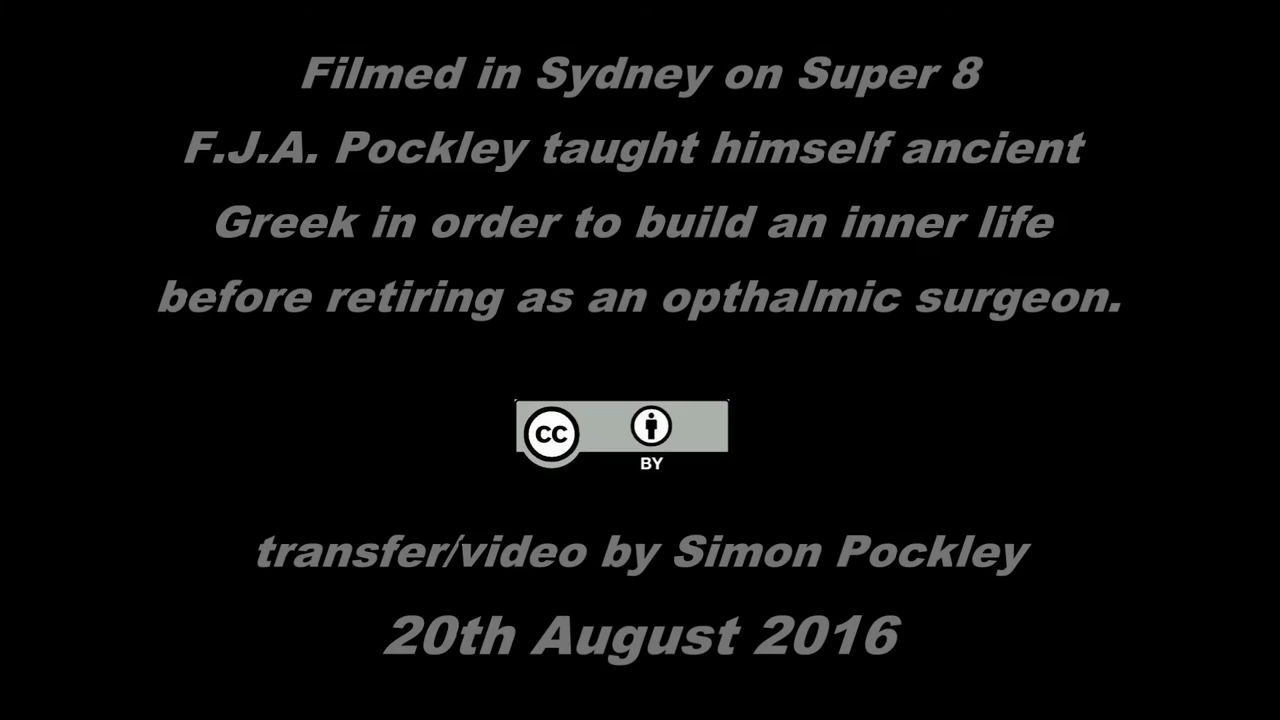 Filmed in Sydney on Super 8
F.J.A. Pockley taught himself ancient
Greek in order to build an inner life
before retiring as an opthalmic surgeon.
CC
BY
transfer/video by Simon Pockley
20th August 2016